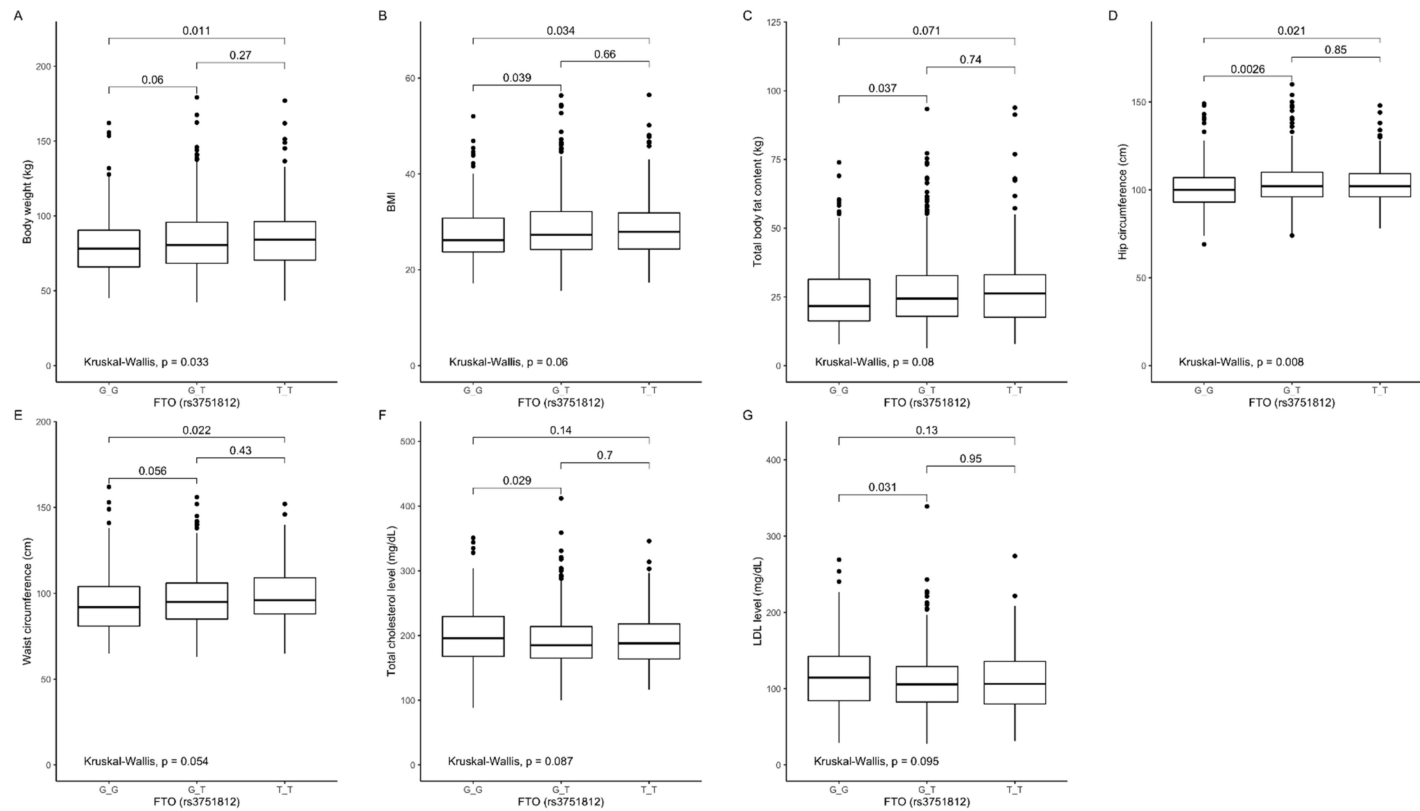 A
0.011
0.27
0.06
200
150
100
50
0
Body weight (kg)
Kruskal-Wallis, p = 0.033
G_G
G_T
T_T
FTO (rs3751812)
B
0.034
0.66
0.039
60
40
20
0
BMI
Kruskal-Wallis, p = 0.06
G_G
G_T
T_T
FTO (rs3751812)
C
125
0.071
0.74
0.037
100
75
50
25
0
Total body fat content (kg)
Kruskal-Wallis, p = 0.08
G_G
G_T
T_T
FTO (rs3751812)
D
0.021
0.85
0.0026
150
100
50
0
Hip circumference (cm)
Kruskal-Wallis, p = 0.008
G_G
G_T
T_T
FTO (rs3751812)
E
200
0.022
0.43
0.056
150
100
50
0
Waist circumference (cm)
Kruskal-Wallis, p = 0.054
G_G
G_T
T_T
FTO (rs3751812)
F
0.14
0.7
0.029
500
400
300
200
100
0
Total cholesterol level (mg/dL)
Kruskal-Wallis, p = 0.087
G_G
G_T
T_T
FTO (rs3751812)
G
0.13
0.95
0.031
400
300
200
100
0
LDL level (mg/dL)
Kruskal-Wallis, p = 0.095
G_G
G_T
T_T
FTO (rs3751812)